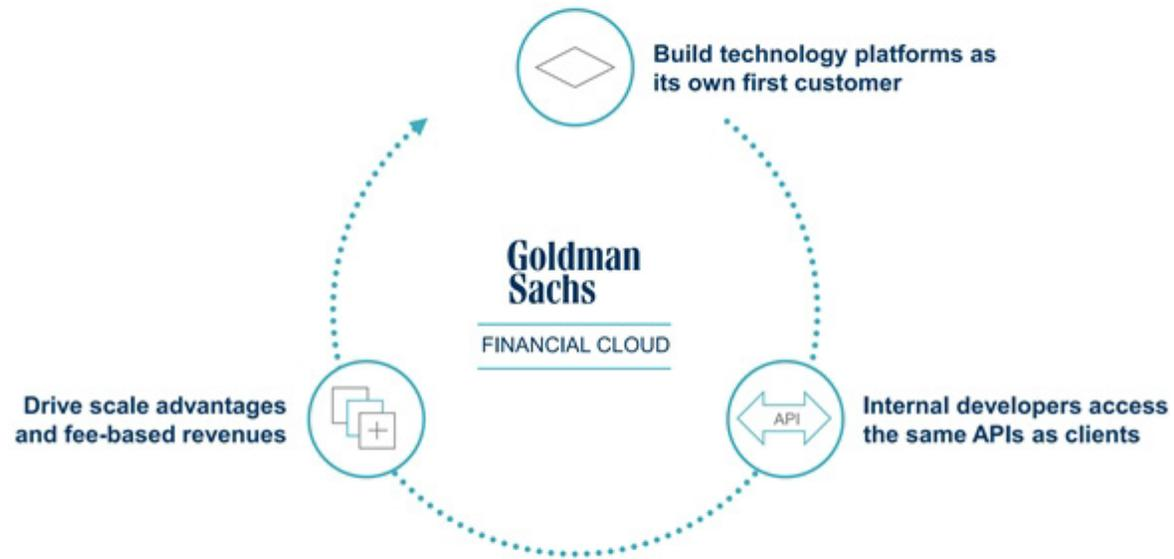 Build technology platforms as
its own first customer
Goldman
Sachs
FINANCIAL CLOUD
Drive scale advantages
and fee-based revenues
API
Internal developers access
the same APIs as clients